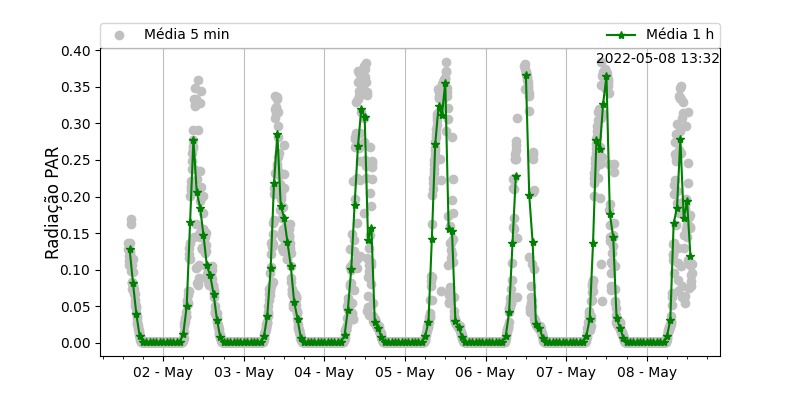 Média 5 min
Média 1 h
2022-05-08 13:32
Radiação PAR
0.40
0.35
0.30
0.25
0.20
0.15
0.10
0.05
0.00
02 - May
03 - May
04 - May
05 - May
06 - May
07 - May
08 - May